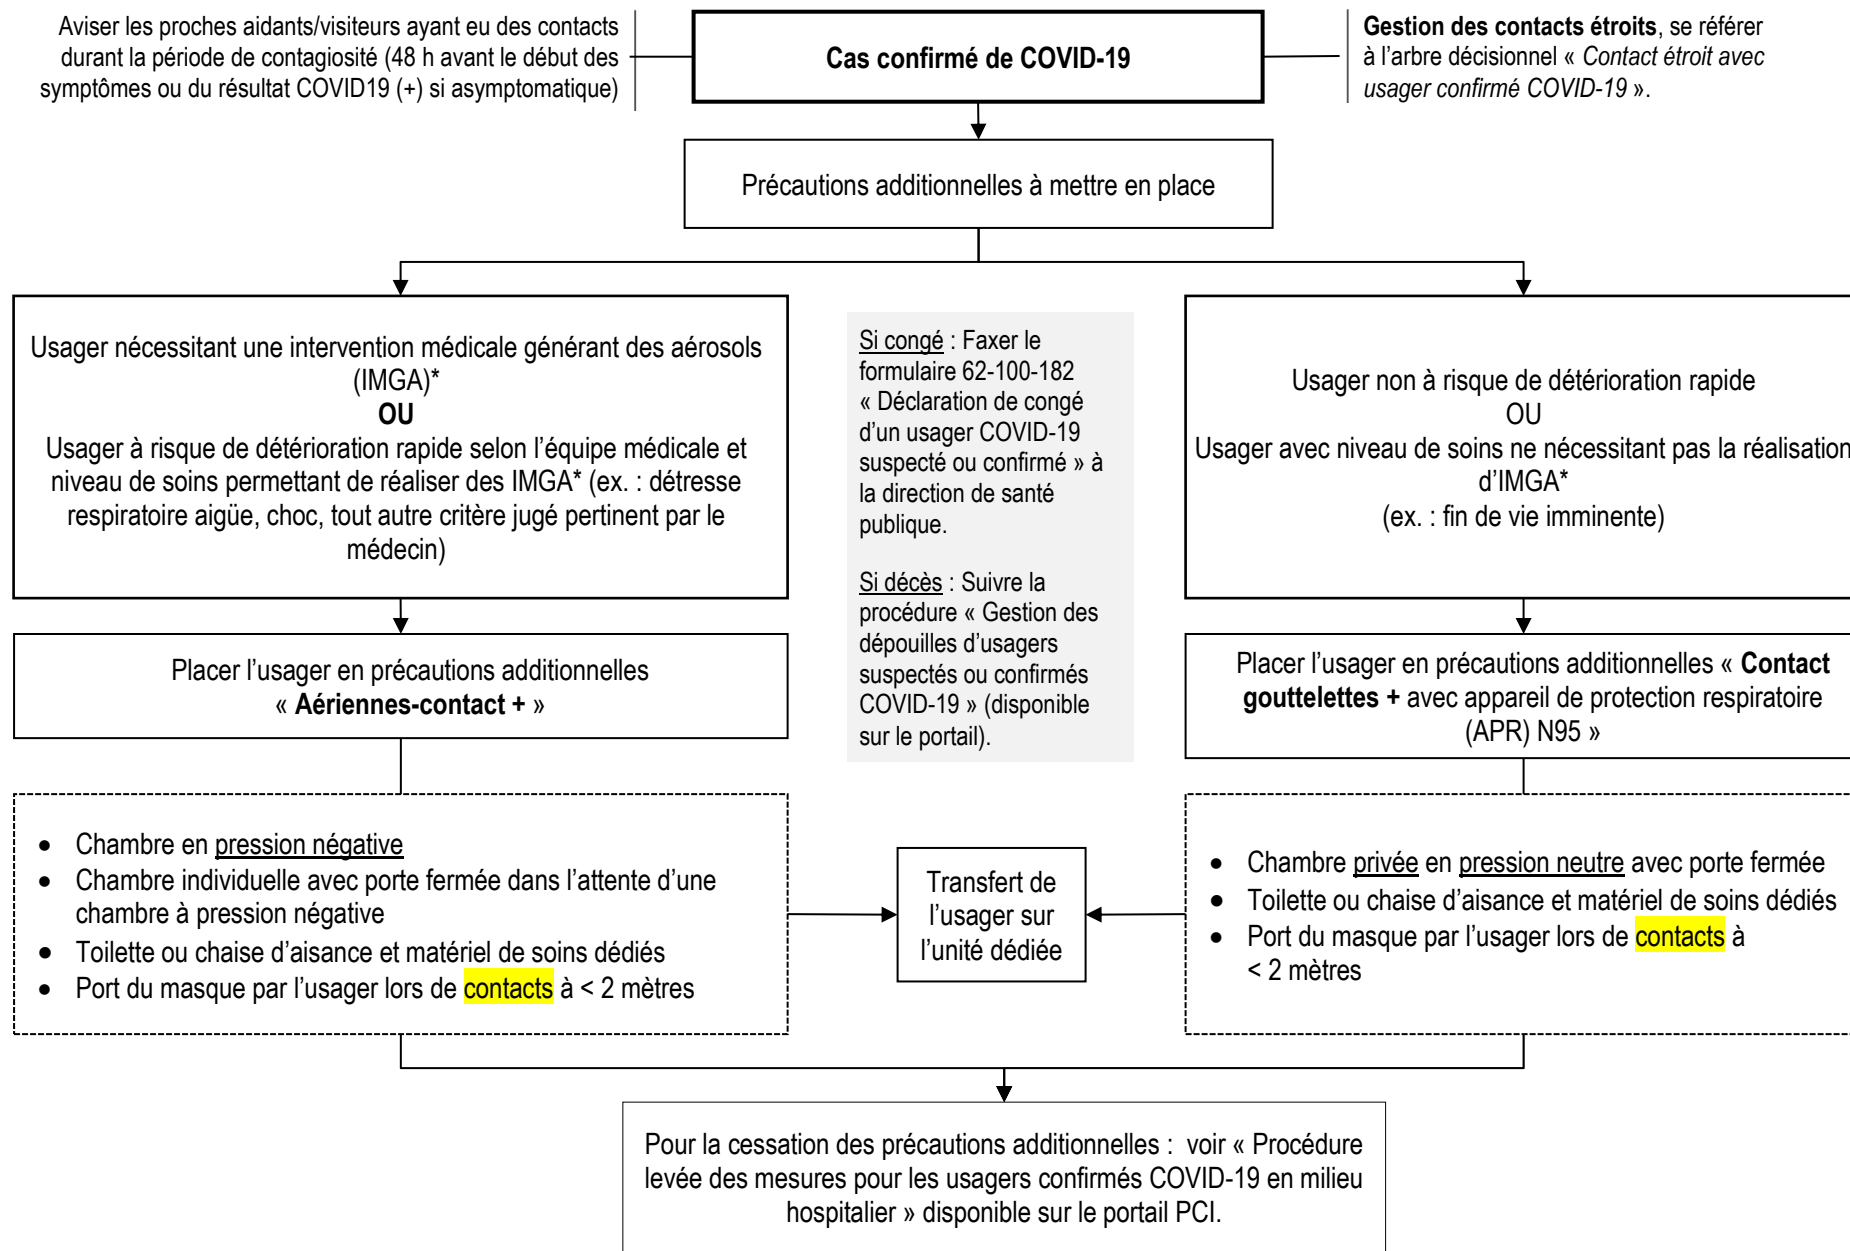 Aviser les proches aidants/visiteurs ayant eu des contacts
durant la période de contagiosité (48 h avant le début des
symptômes ou du résultat COVID19 (+) si asymptomatique)
Cas confirmé de COVID-19
Gestion des contacts étroits, se référer
à l'arbre décisionnel « Contact étroit avec
usager confirmé COVID-19 ».
Précautions additionnelles à mettre en place
Usager nécessitant une intervention médicale générant des aérosols
(IMGA)*
OU
Usager à risque de détérioration rapide selon l'équipe médicale et
niveau de soins permettant de réaliser des IMGA* (ex. : détresse
respiratoire aigüe, choc, tout autre critère jugé pertinent par le
médecin)
Si congé : Faxer le
formulaire 62-100-182
« Déclaration de congé
d'un usager COVID-19
suspecté ou confirmé » à
la direction de santé
publique.
Si décès : Suivre la
procédure « Gestion des
dépouilles d'usagers
suspectés ou confirmés
COVID-19 » (disponible
sur le portail).
Usager non à risque de détérioration rapide
OU
Usager avec niveau de soins ne nécessitant pas la réalisation
d'IMGA*
(ex. : fin de vie imminente)
Placer l'usager en précautions additionnelles
« Aériennes-contact + »
Placer l'usager en précautions additionnelles « Contact
gouttelettes + avec appareil de protection respiratoire
(APR) N95 »
• Chambre en pression négative
• Chambre individuelle avec porte fermée dans l'attente d'une
chambre à pression négative
• Toilette ou chaise d'aisance et matériel de soins dédiés
• Port du masque par l'usager lors de contacts à < 2 mètres
Transfert de
l'usager sur
l'unité dédiée
• Chambre privée en pression neutre avec porte fermée
• Toilette ou chaise d'aisance et matériel de soins dédiés
• Port du masque par l'usager lors de contacts à
< 2 mètres
Pour la cessation des précautions additionnelles : voir « Procédure
levée des mesures pour les usagers confirmés COVID-19 en milieu
hospitalier » disponible sur le portail PCI.